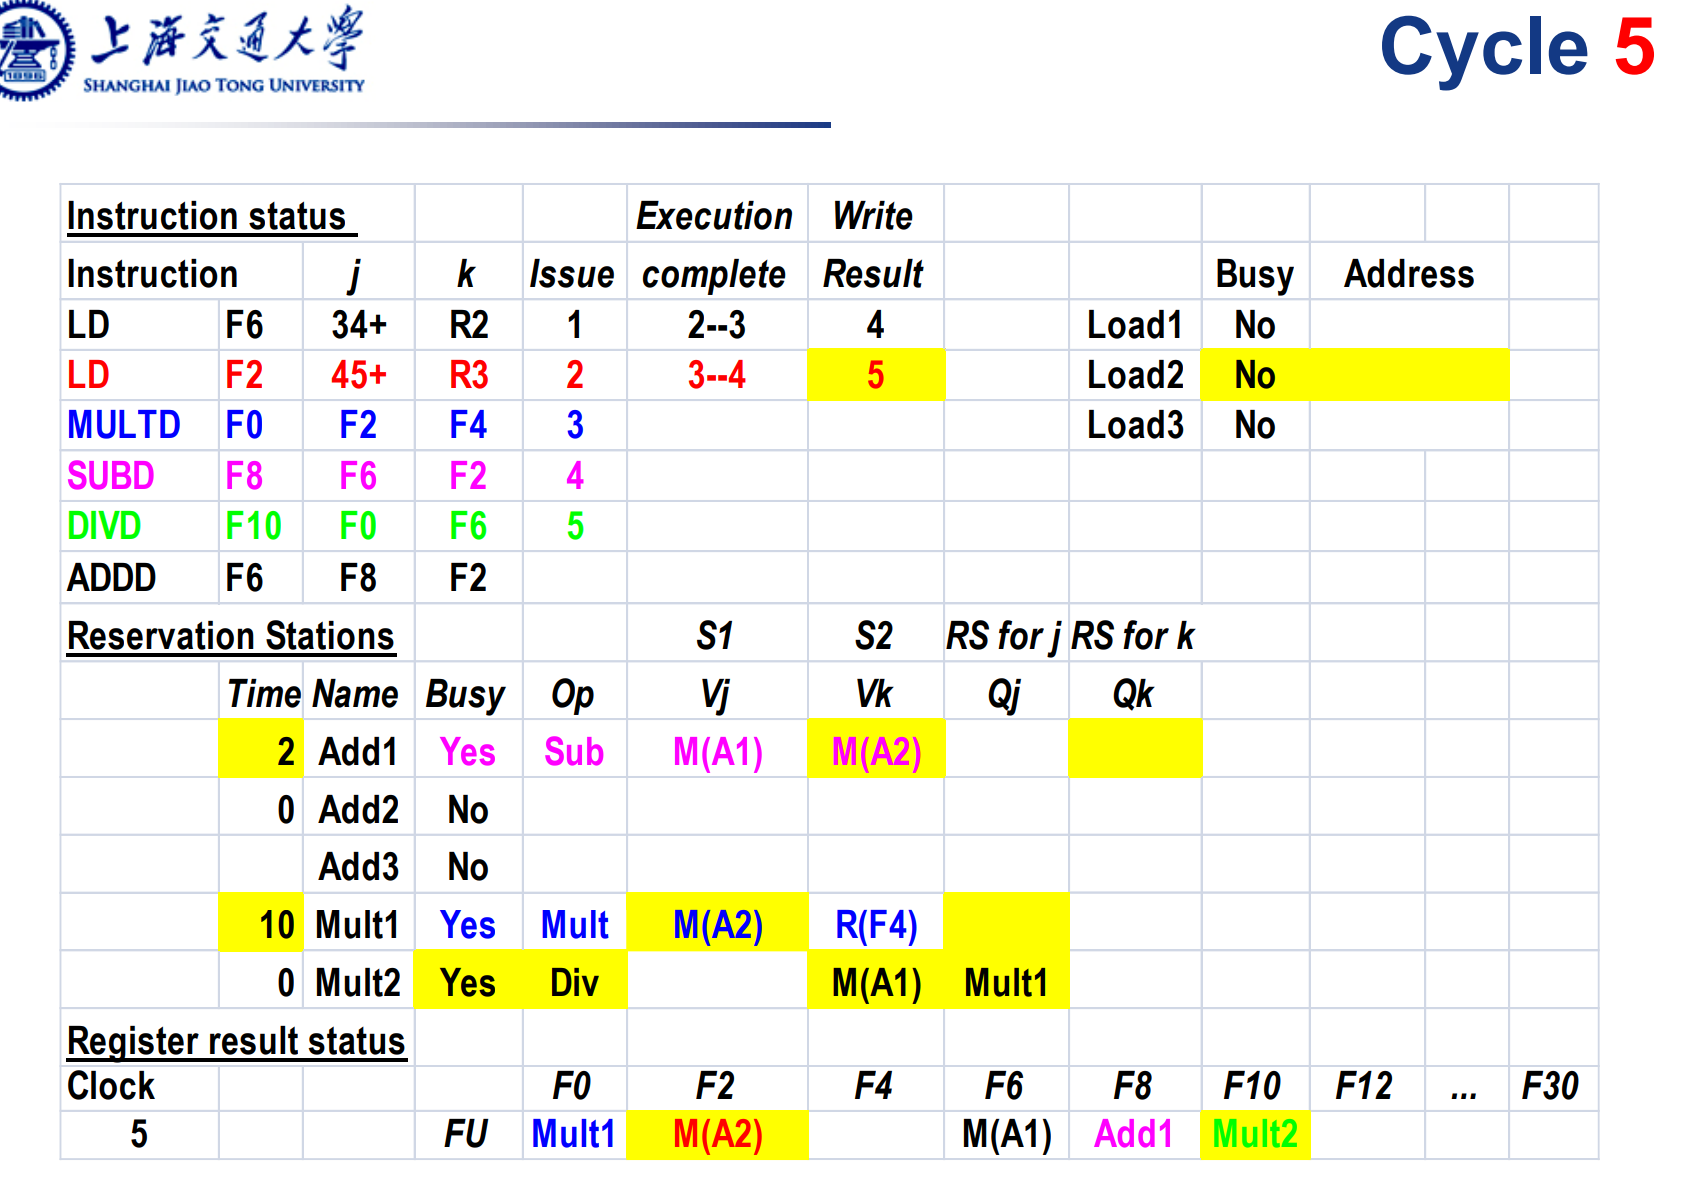 上海交通大学
SHANGHAI JIAO TONG UNIVERSITY
1896
Cycle 5
Instruction status Execution Write
Instruction j k Issue complete Result Busy Address
LD F6 34+ R2 1 2--3 4 Load1 No
LD F2 45+ R3 2 3--4 5 Load2 No
MULTD F0 F2 F4 3 Load3 No
SUBD F8 F6 F2 4
DIVD F10 F0 F6 5
ADDD F6 F8 F2
Reservation Stations S1 S2 RS for j RS for k
Time Name Busy Op Vj Vk Qj Qk
2 Add1 Yes Sub M(A1) M(A2)
0 Add2 No
Add3 No
10 Mult1 Yes Mult M(A2) R(F4)
0 Mult2 Yes Div M(A1) Mult1
Register result status
Clock F0 F2 F4 F6 F8 F10 F12 ... F30
5 FU Mult1 M(A2) M(A1) Add1 Mult2